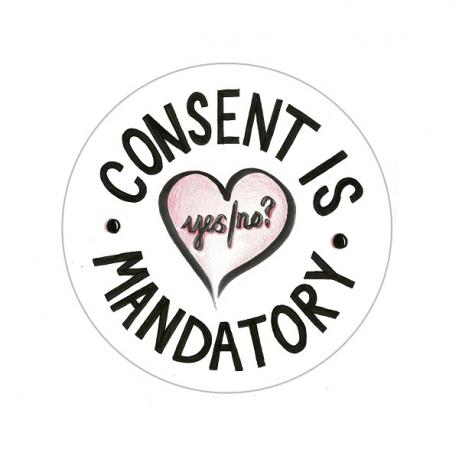 CONSENT IS
yes/no?
MANDATORY